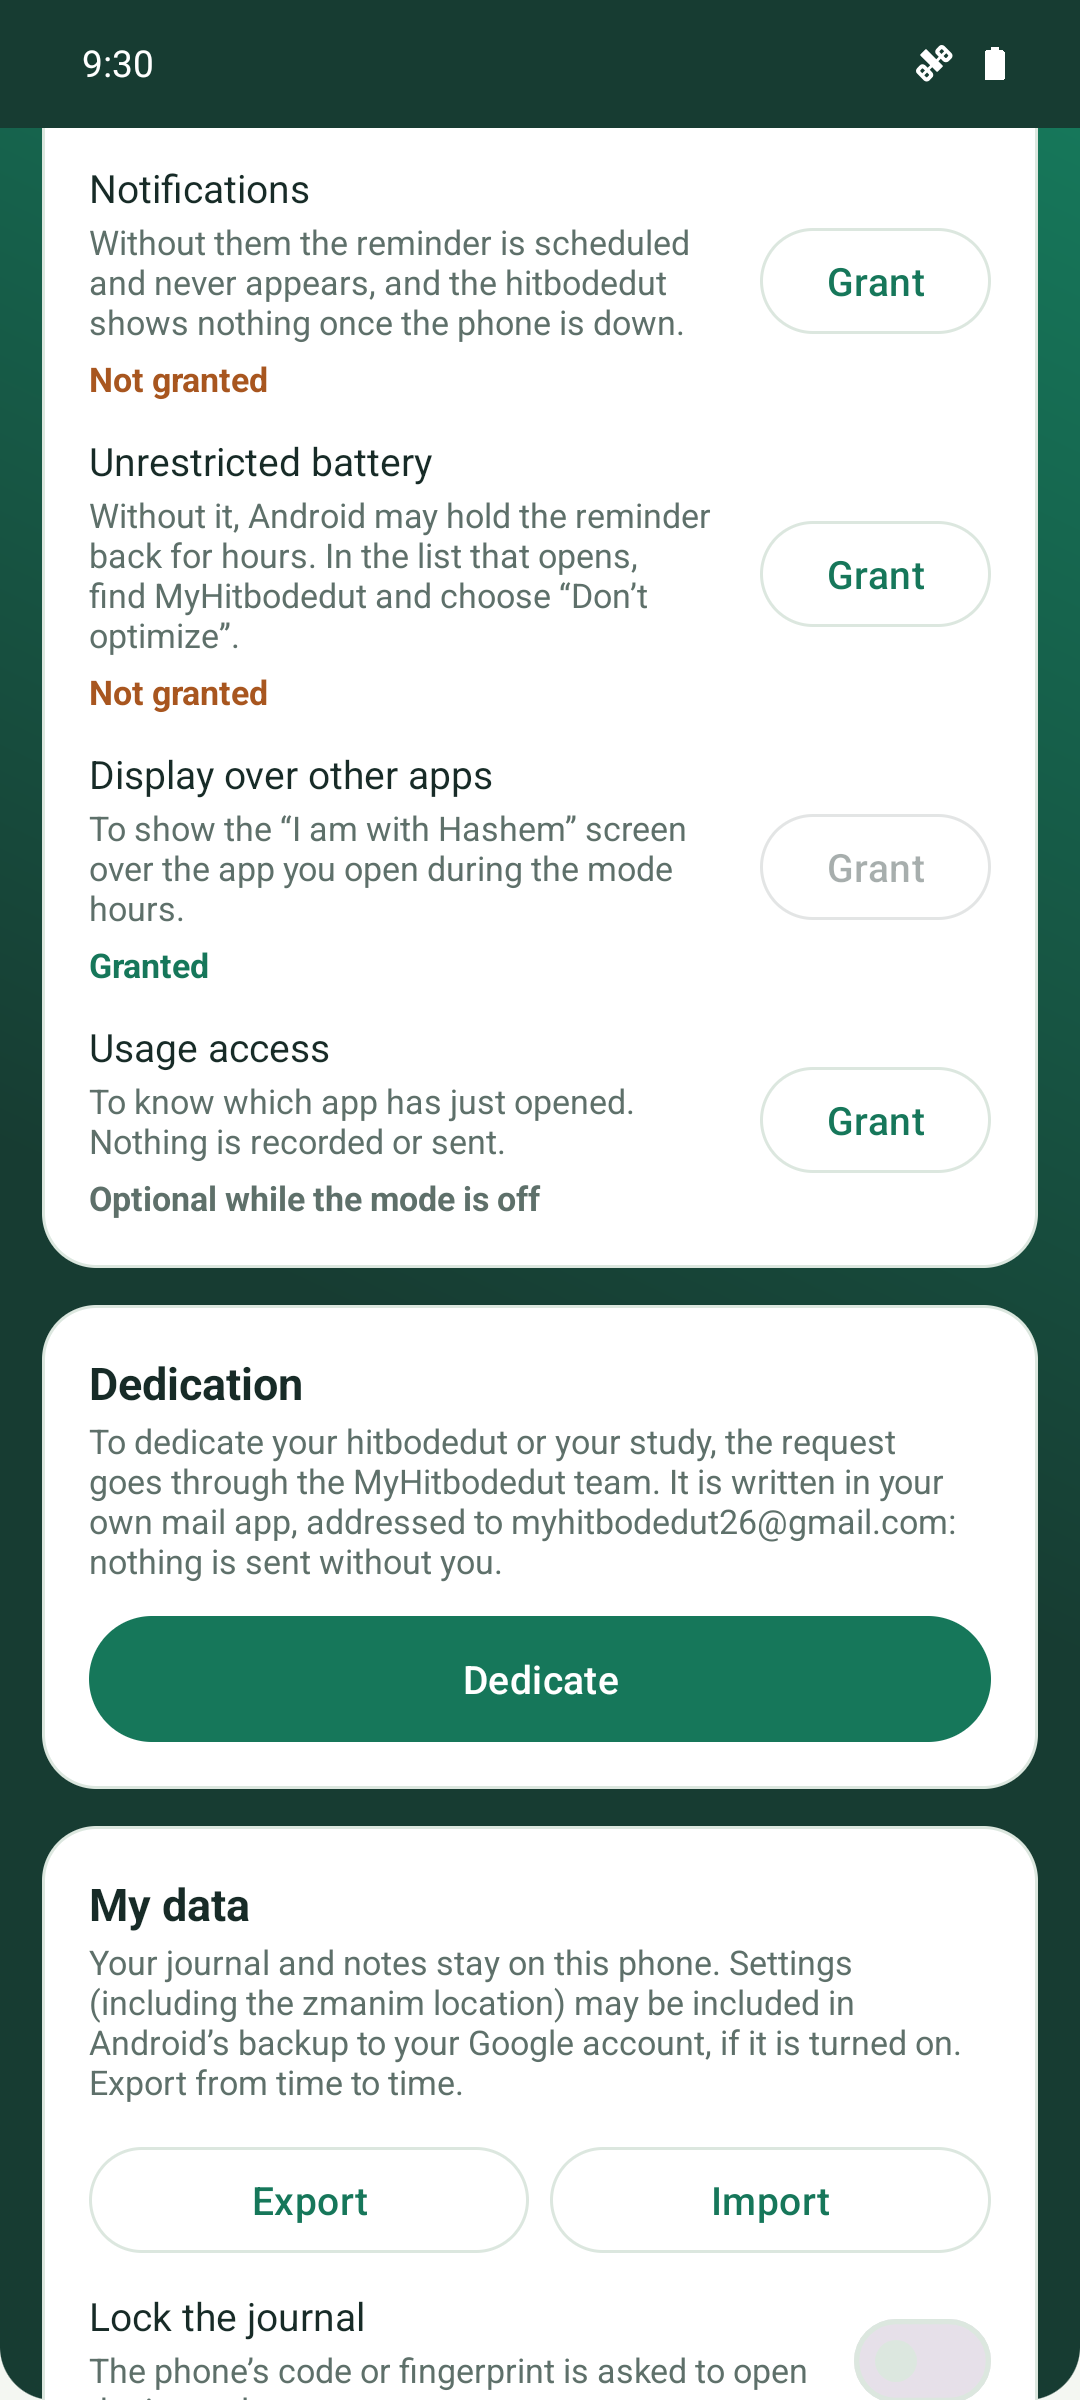 9:30
Notifications
Without them the reminder is scheduled
and never appears, and the hitbodedut
shows nothing once the phone is down.
Grant
Not granted
Unrestricted battery
Without it, Android may hold the reminder
back for hours. In the list that opens,
find MyHitbodedut and choose “Don’t
optimize”.
Grant
Not granted
Display over other apps
To show the “I am with Hashem” screen
over the app you open during the mode
hours.
Grant
Granted
Usage access
To know which app has just opened.
Nothing is recorded or sent.
Grant
Optional while the mode is off
Dedication
To dedicate your hitbodedut or your study, the request
goes through the MyHitbodedut team. It is written in your
own mail app, addressed to myhitbodedut26@gmail.com:
nothing is sent without you.
Dedicate
My data
Your journal and notes stay on this phone. Settings
(including the zmanim location) may be included in
Android’s backup to your Google account, if it is turned on.
Export from time to time.
Export
Import
Lock the journal
The phone’s code or fingerprint is asked to open